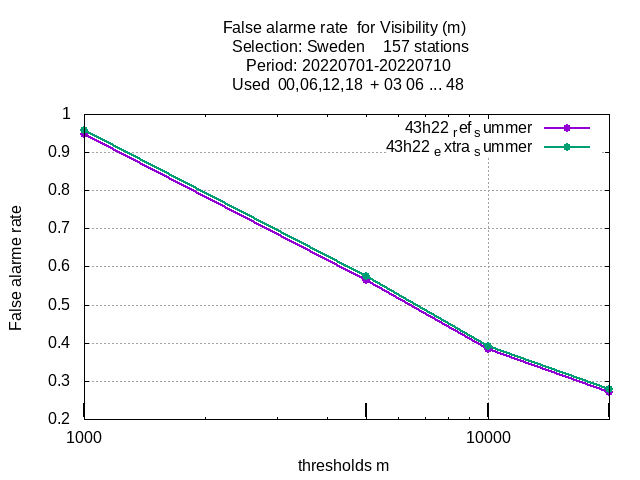 False alarme rate for Visibility (m)
Selection: Sweden 157 stations
Period: 20220701-20220710
Used 00,06,12,18 + 03 06 ... 48
43h22 ref summer
43h22 extra summer
1
0.9
0.8
0.7
0.6
0.5
0.4
0.3
0.2
False alarme rate
1000 10000
thresholds m